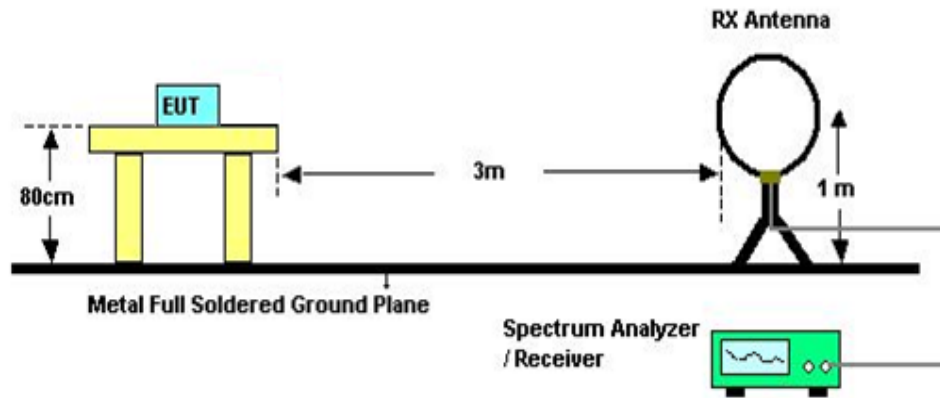 RX Antenna
EUT
3m
80cm
1 m
Metal Full Soldered Ground Plane
Spectrum Analyzer
/ Receiver